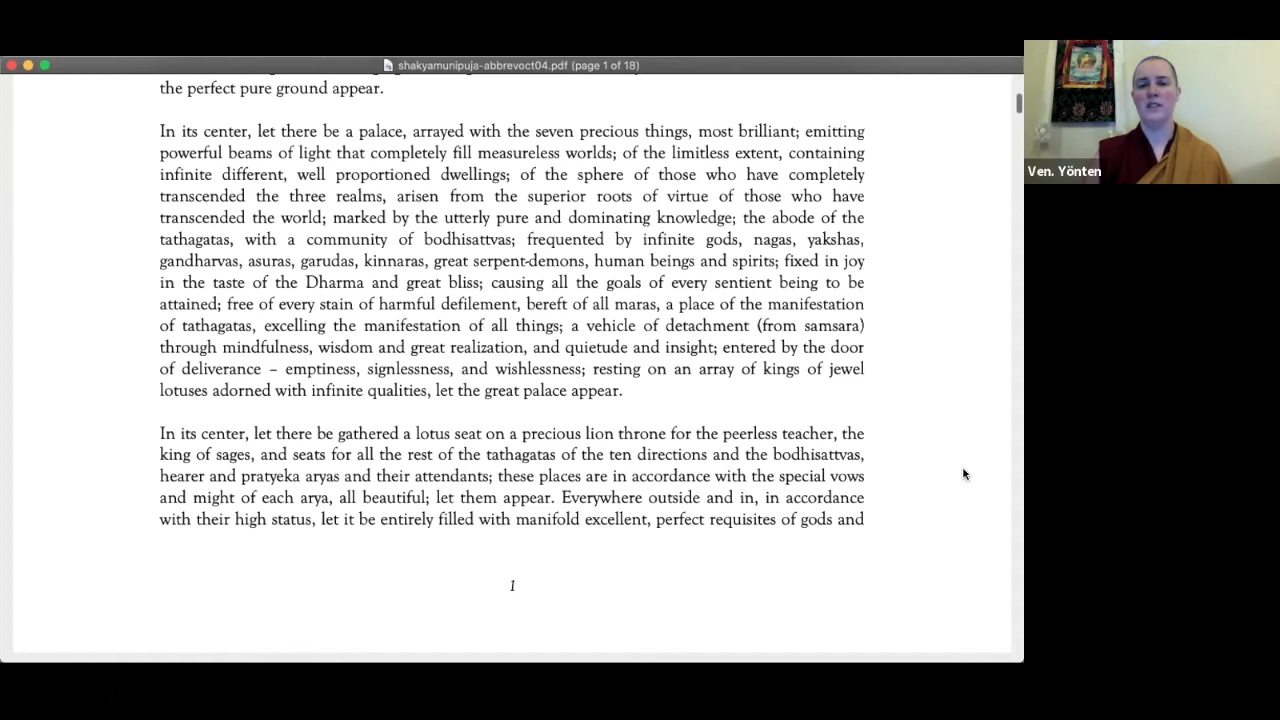 shakyamunipuja-abbrevoct04.pdf (page 1 of 18)
the perfect pure ground appear.
In its center, let there be a palace, arrayed with the seven precious things, most brilliant; emitting
powerful beams of light that completely fill measureless worlds; of the limitless extent, containing
infinite different, well proportioned dwellings; of the sphere of those who have completely
transcended the three realms, arisen from the superior roots of virtue of those who have
transcended the world; marked by the utterly pure and dominating knowledge; the abode of the
tathagatas, with a community of bodhisattvas; frequented by infinite gods, nagas, yakshas,
gandharvas, asuras, garudas, kinnaras, great serpent-demons, human beings and spirits; fixed in joy
in the taste of the Dharma and great bliss; causing all the goals of every sentient being to be
attained; free of every stain of harmful defilement, bereft of all maras, a place of the manifestation
of tathagatas, excelling the manifestation of all things; a vehicle of detachment (from samsara)
through mindfulness, wisdom and great realization, and quietude and insight; entered by the door
of deliverance – emptiness, signlessness, and wishlessness; resting on an array of kings of jewel
lotuses adorned with infinite qualities, let the great palace appear.
In its center, let there be gathered a lotus seat on a precious lion throne for the peerless teacher, the
king of sages, and seats for all the rest of the tathagatas of the ten directions and the bodhisattvas,
hearer and pratyeka aryas and their attendants; these places are in accordance with the special vows
and might of each arya, all beautiful; let them appear. Everywhere outside and in, in accordance
with their high status, let it be entirely filled with manifold excellent, perfect requisites of gods and
1
Ven. Yönten